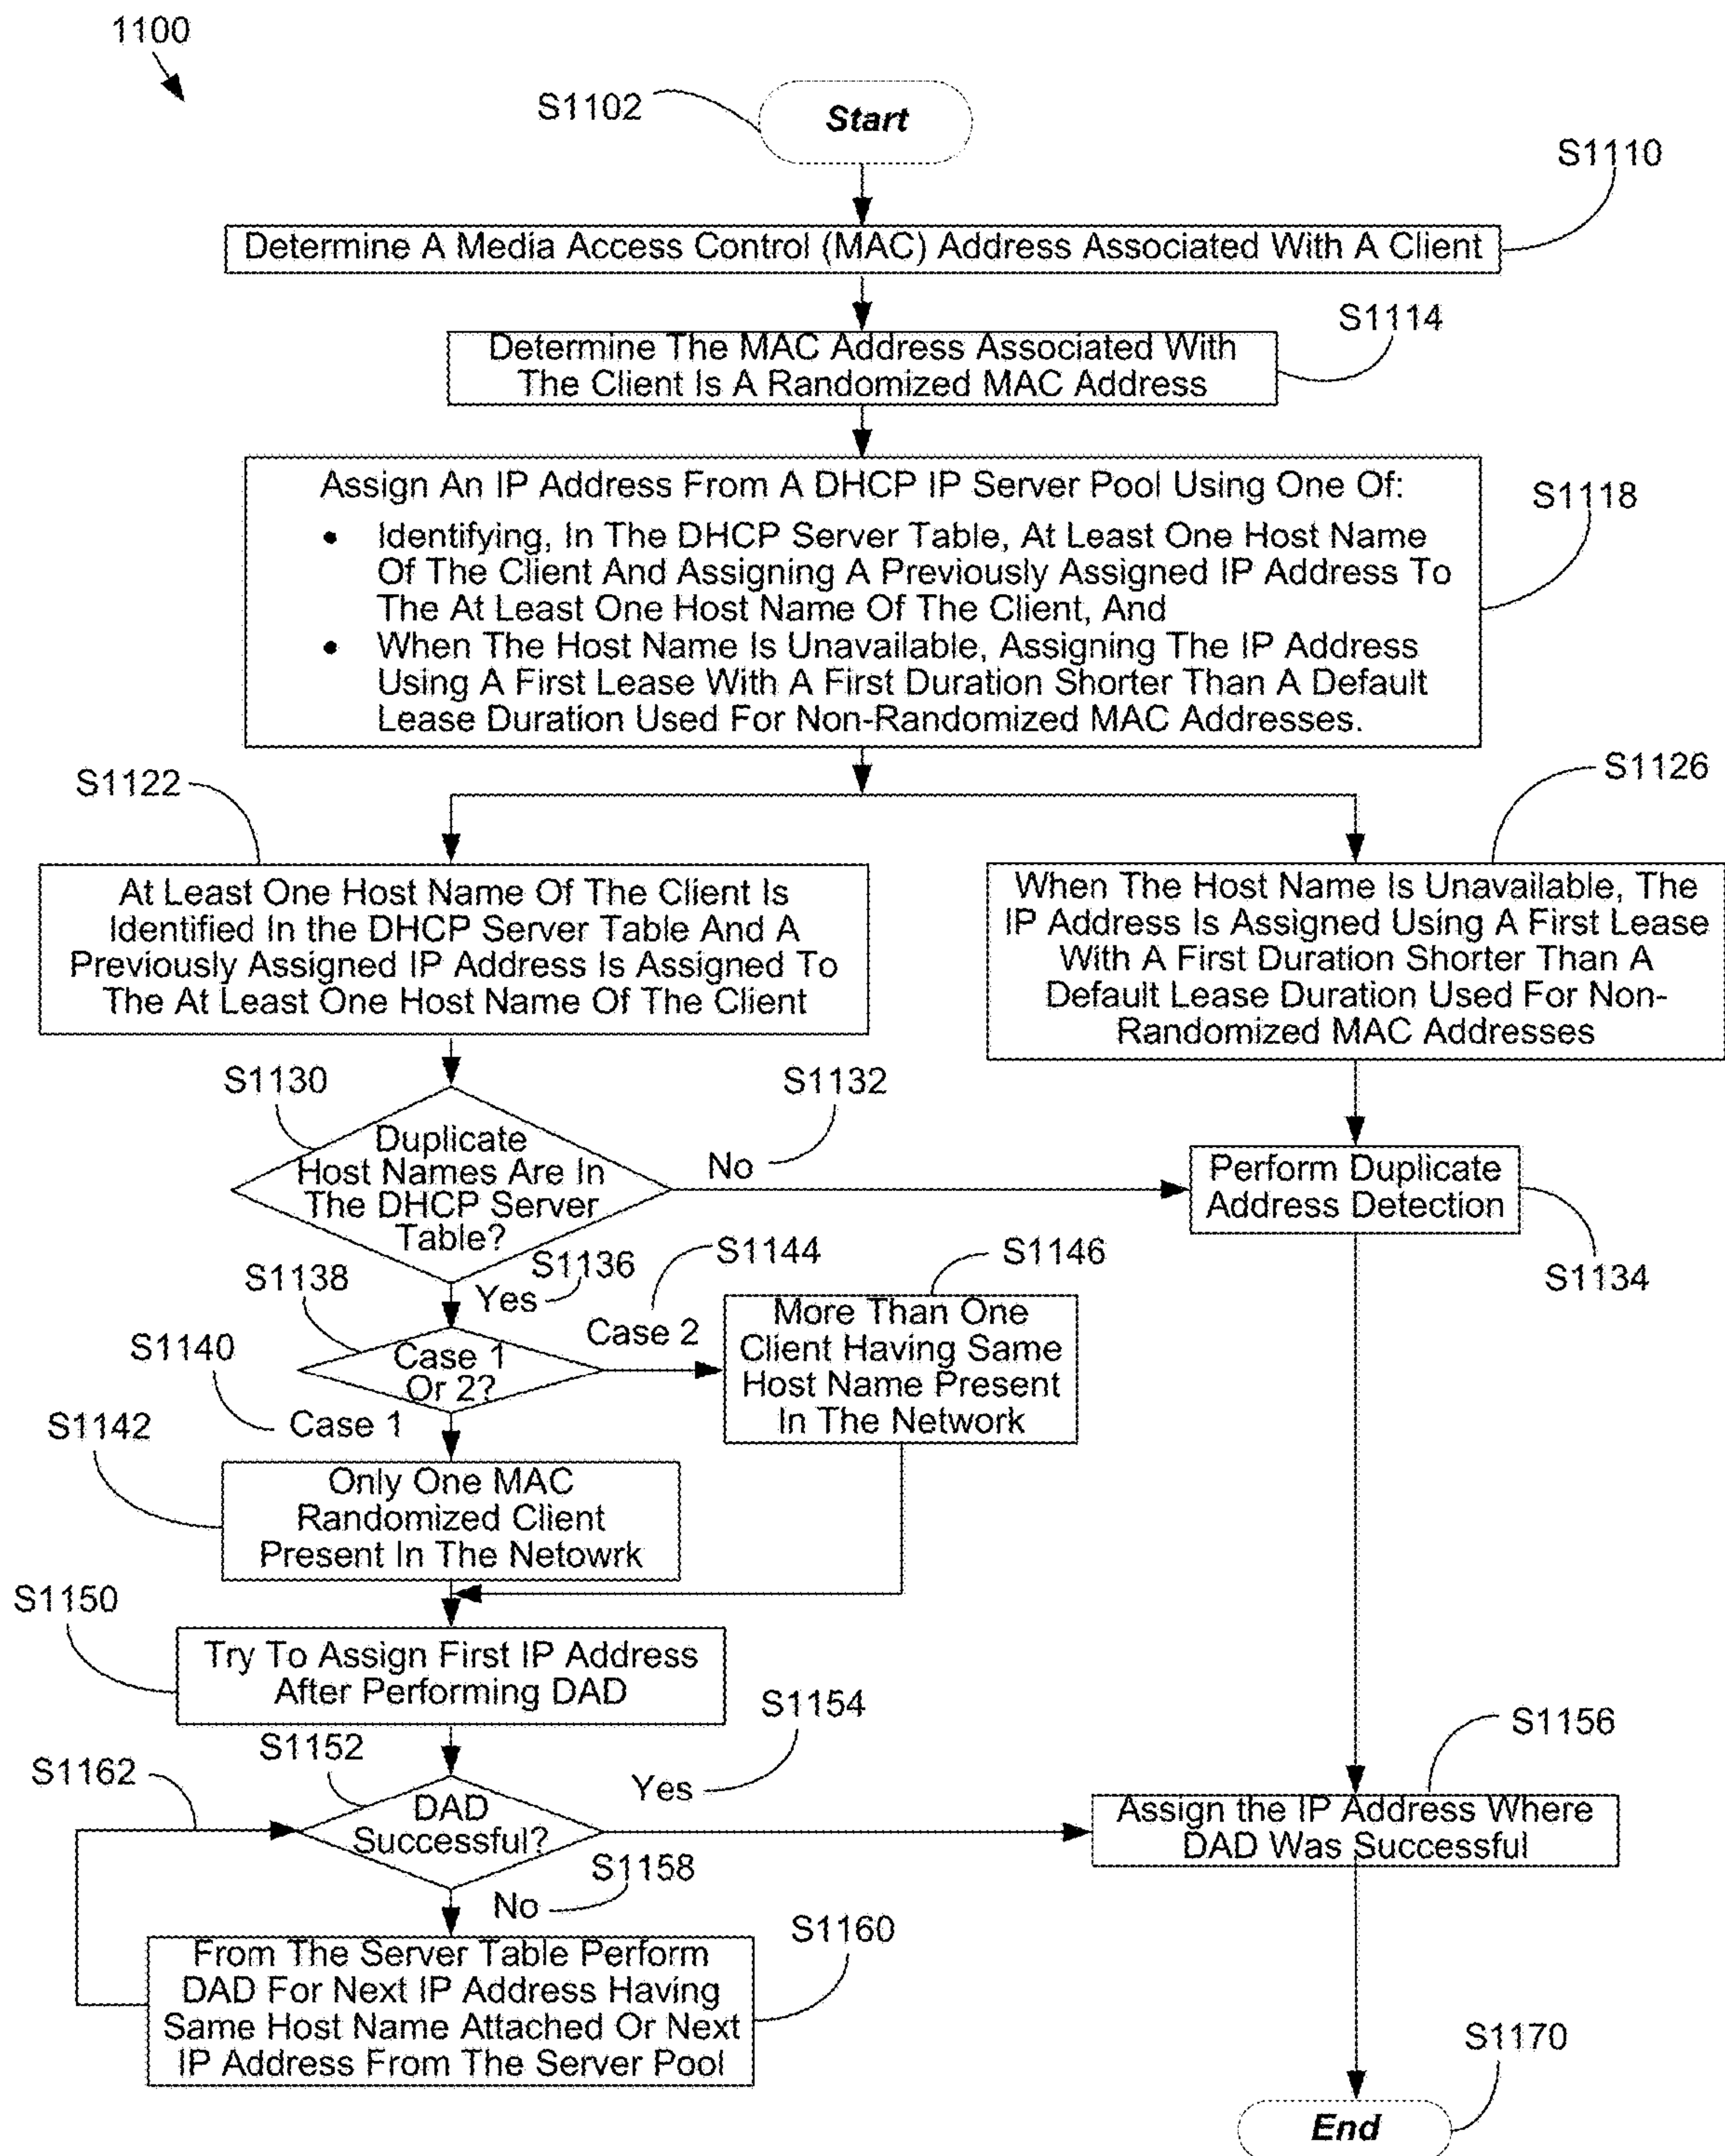 1100
S1102
Start
S1110
Determine A Media Access Control (MAC) Address Associated With A Client
S1114
Determine The MAC Address Associated With
The Client Is A Randomized MAC Address
S1118
Assign An IP Address From A DHCP IP Server Pool Using One Of:
• Identifying, In The DHCP Server Table, At Least One Host Name
Of The Client And Assigning A Previously Assigned IP Address To
The At Least One Host Name Of The Client, And
• When The Host Name Is Unavailable, Assigning The IP Address
Using A First Lease With A First Duration Shorter Than A Default
Lease Duration Used For Non-Randomized MAC Addresses.
S1122
S1126
At Least One Host Name Of The Client Is
Identified In the DHCP Server Table And A
Previously Assigned IP Address Is Assigned To
The At Least One Host Name Of The Client
When The Host Name Is Unavailable, The
IP Address Is Assigned Using A First Lease
With A First Duration Shorter Than A
Default Lease Duration Used For Non-
Randomized MAC Addresses
S1130
S1132
Duplicate
Host Names Are In
The DHCP Server
Table?
No
Perform Duplicate
Address Detection
S1134
S1136
Yes
S1138
S1144
Case 2
S1146
Case 1
Or 2?
More Than One
Client Having Same
Host Name Present
In The Network
S1140
Case 1
S1142
Only One MAC
Randomized Client
Present In The Netowrk
S1150
Try To Assign First IP Address
After Performing DAD
S1152
S1154
Yes
S1156
S1162
DAD
Successful?
Assign the IP Address Where
DAD Was Successful
S1158
No
S1160
From The Server Table Perform
DAD For Next IP Address Having
Same Host Name Attached Or Next
IP Address From The Server Pool
S1170
End